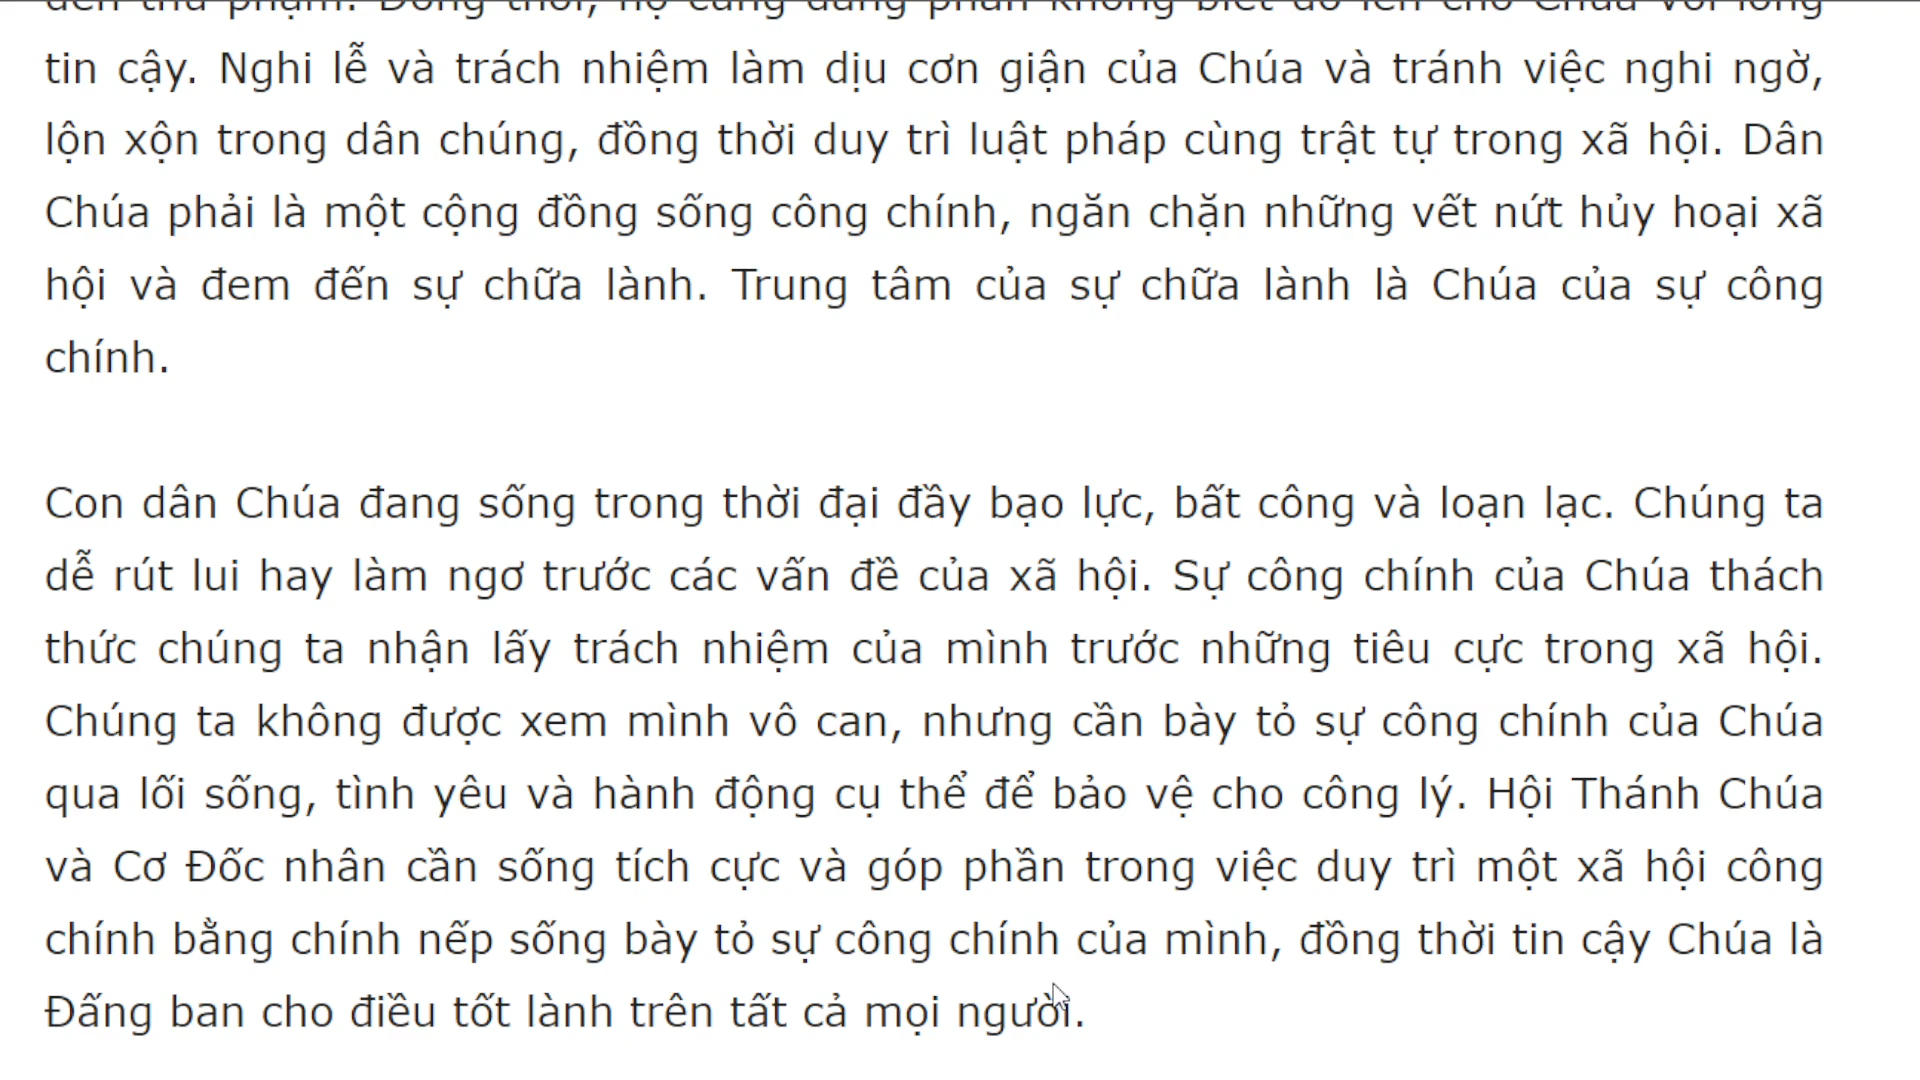 tin cậy. Nghi lễ và trách nhiệm làm dịu cơn giận của Chúa và tránh việc nghi ngờ,
lộn xộn trong dân chúng, đồng thời duy trì luật pháp cùng trật tự trong xã hội. Dân
Chúa phải là một cộng đồng sống công chính, ngăn chặn những vết nứt hủy hoại xã
hội và đem đến sự chữa lành. Trung tâm của sự chữa lành là Chúa của sự công
chính.
Con dân Chúa đang sống trong thời đại đầy bạo lực, bất công và loạn lạc. Chúng ta
dễ rút lui hay làm ngơ trước các vấn đề của xã hội. Sự công chính của Chúa thách
thức chúng ta nhận lấy trách nhiệm của mình trước những tiêu cực trong xã hội.
Chúng ta không được xem mình vô can, nhưng cần bày tỏ sự công chính của Chúa
qua lối sống, tình yêu và hành động cụ thể để bảo vệ cho công lý. Hội Thánh Chúa
và Cơ Đốc nhân cần sống tích cực và góp phần trong việc duy trì một xã hội công
chính bằng chính nếp sống bày tỏ sự công chính của mình, đồng thời tin cậy Chúa là
Đấng ban cho điều tốt lành trên tất cả mọi người.